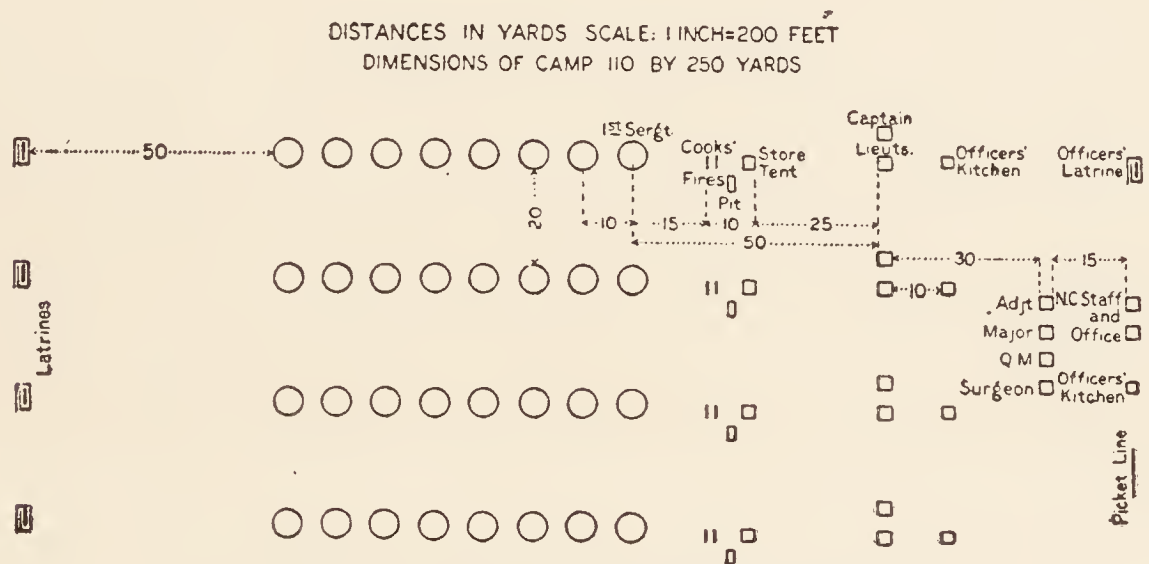 DISTANCES IN YARDS SCALE: 1 INCH=200 FEET
DIMENSIONS OF CAMP 110 BY 250 YARDS
Captain
1st Sergt.
Cooks'
Store
Lieuts.
Officers'
Officers'
50
Fires
Tent
Kitchen
Latrine
Pit
20
10
15
10
25
50
30
15
10
Adjt
NC Staff
and
Major
Office
Latrines
QM
Surgeon
Officers'
Kitchen
Picket Line